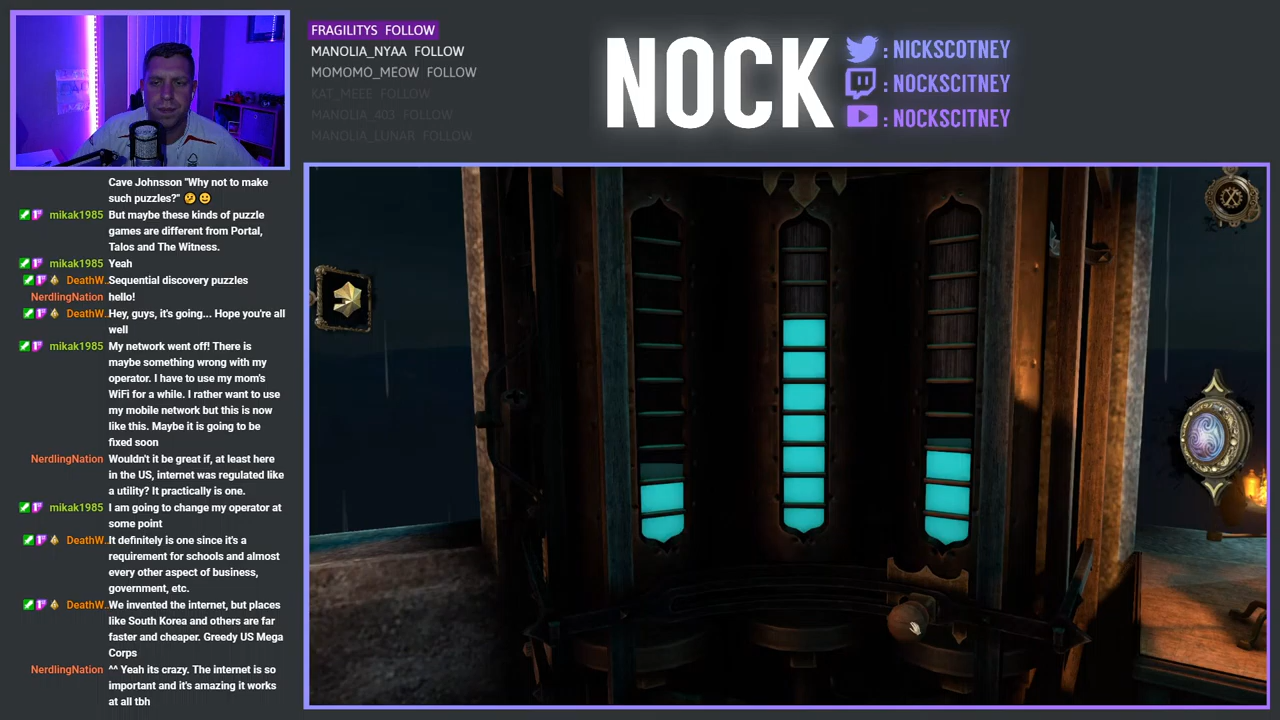 FRAGILITYS FOLLOW
MANOLIA_NYAA FOLLOW
MOMOMO_MEOW FOLLOW
KAT_MEEE FOLLOW
MANOLIA_403 FOLLOW
MANOLIA_LUNAR FOLLOW
NOCK
: NICKSCOTNEY
: NOCKSCITNEY
: NOCKSCITNEY
Cave Johnsson "Why not to make
such puzzles?" 🤔 😀
mikak1985 But maybe these kinds of puzzle
games are different from Portal,
Talos and The Witness.
mikak1985 Yeah
DeathW.. Sequential discovery puzzles
NerdlingNation hello!
DeathW.. Hey, guys, it's going... Hope you're all
well
mikak1985 My network went off! There is
maybe something wrong with my
operator. I have to use my mom's
WiFi for a while. I rather want to use
my mobile network but this is now
like this. Maybe it is going to be
fixed soon
NerdlingNation Wouldn't it be great if, at least here
in the US, internet was regulated like
a utility? It practically is one.
mikak1985 I am going to change my operator at
some point
DeathW.. It definitely is one since it's a
requirement for schools and almost
every other aspect of business,
government, etc.
DeathW.. We invented the internet, but places
like South Korea and others are far
faster and cheaper. Greedy US Mega
Corps
NerdlingNation ^^ Yeah its crazy. The internet is so
important and it's amazing it works
at all tbh